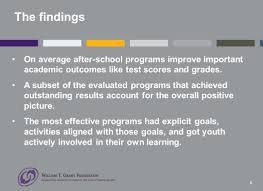 The findings
• On average after-school programs improve important
academic outcomes like test scores and grades.
• A subset of the evaluated programs that achieved
outstanding results account for the overall positive
picture.
• The most effective programs had explicit goals,
activities aligned with those goals, and got youth
actively involved in their own learning.
WILLIAM T. GRANT FOUNDATION